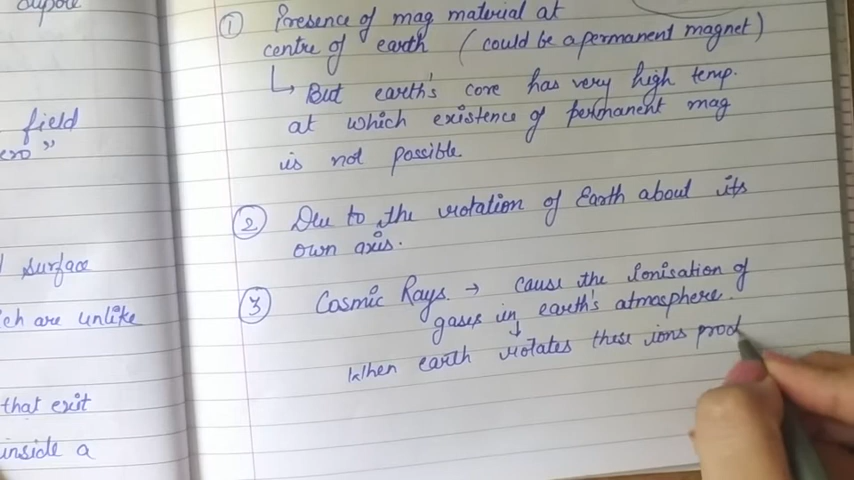 field
surface
ch are unlike
that exit
inside a
① Presence of mag material at
centre of earth (could be a permanent magnet)
↳ But earth's core has very high temp.
at which existence of permanent mag
is not possible
② Due to the rotation of Earth about its
own axis.
③ Cosmic Rays → cause the Ionisation of
gases in earth's atmosphere.
↓
When earth rotates these ions prod